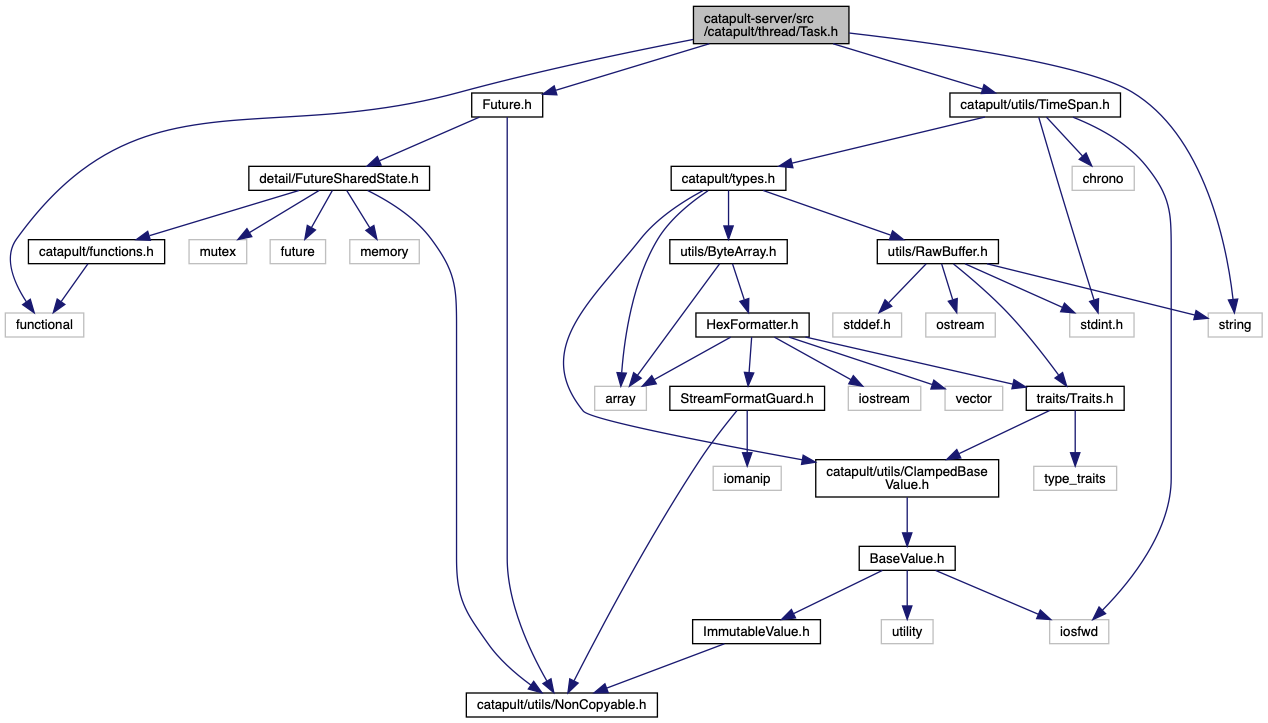 catapult-server/src
/catapult/thread/Task.h
Future.h
catapult/utils/TimeSpan.h
detail/FutureSharedState.h
catapult/types.h
chrono
catapult/functions.h
mutex
future
memory
utils/ByteArray.h
utils/RawBuffer.h
functional
HexFormatter.h
stddef.h
ostream
stdint.h
string
array
StreamFormatGuard.h
iostream
vector
traits/Traits.h
iomanip
catapult/utils/ClampedBase
Value.h
type_traits
BaseValue.h
ImmutableValue.h
utility
iosfwd
catapult/utils/NonCopyable.h